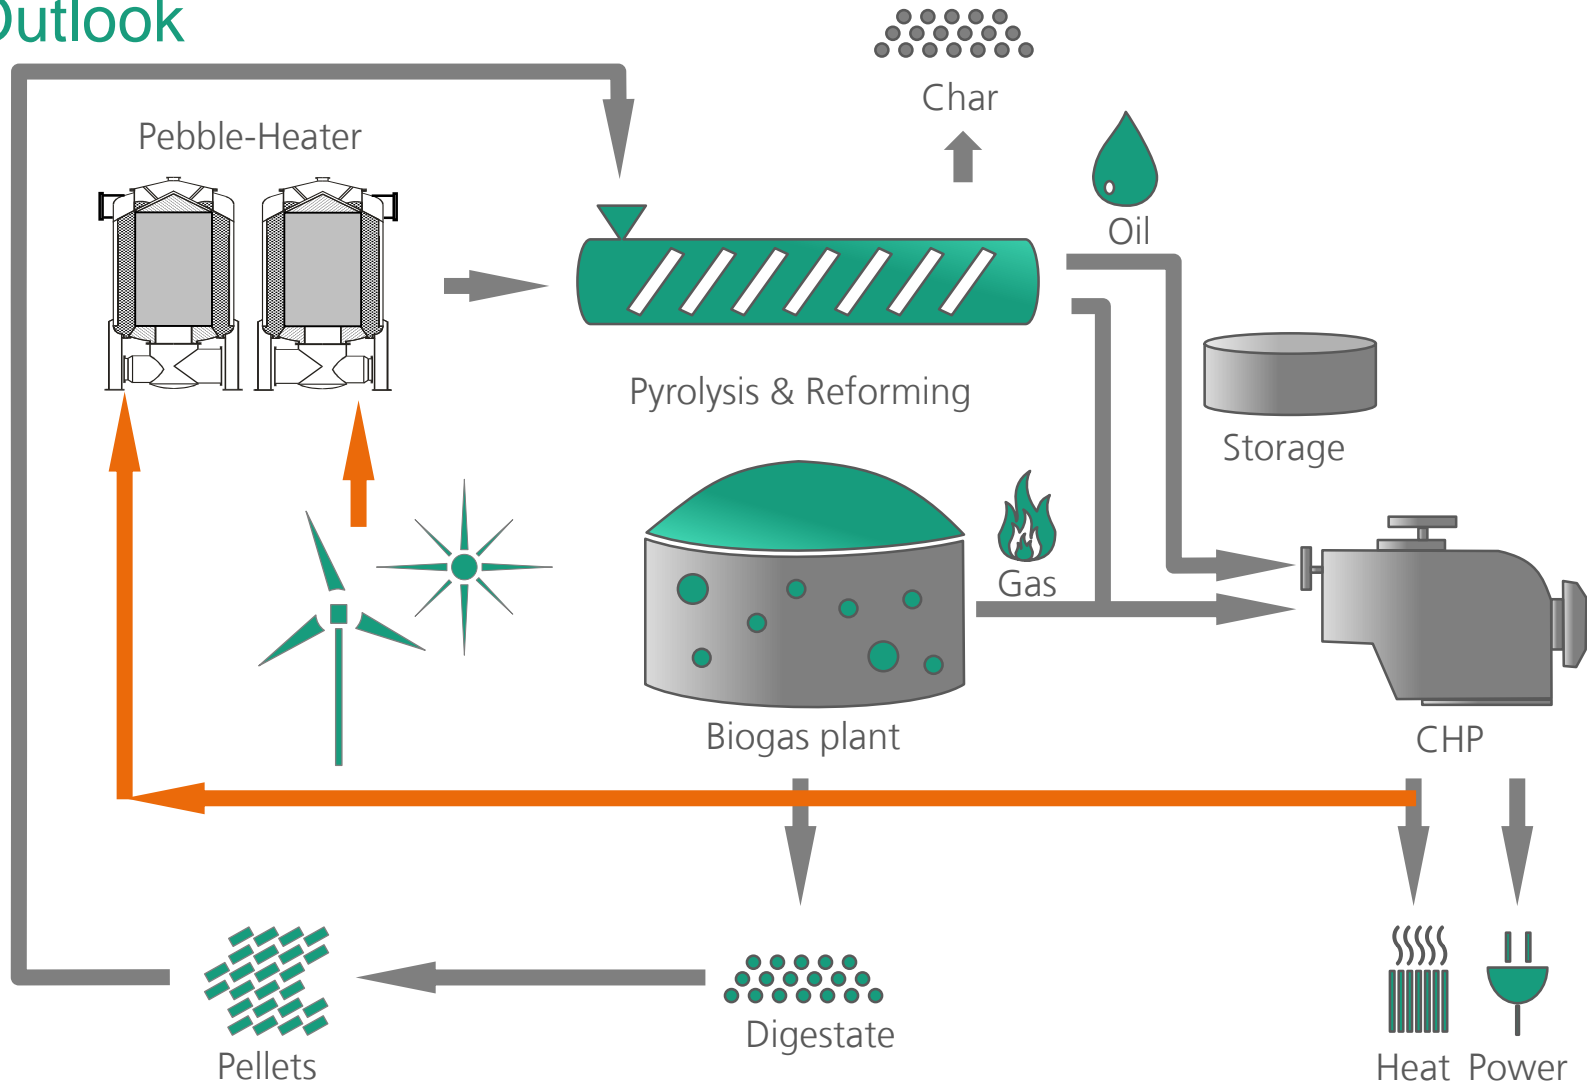 Outlook
Char
Pebble-Heater
Oil
Pyrolysis & Reforming
Storage
Gas
Biogas plant
CHP
Digestate
Pellets
Heat
Power